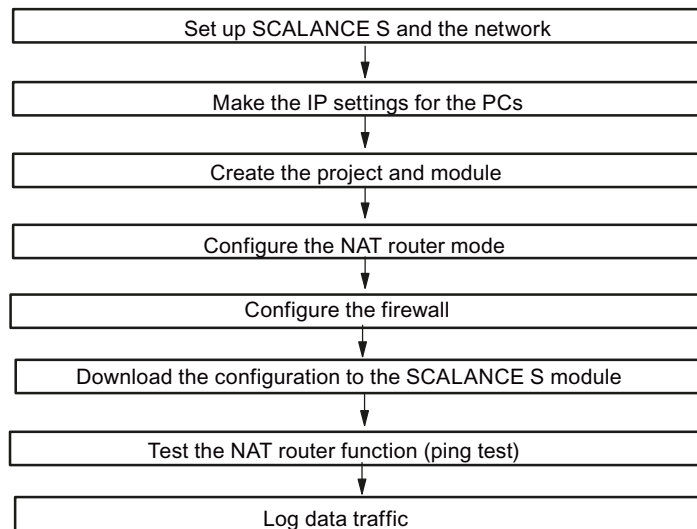 Set up SCALANCE S and the network
Make the IP settings for the PCs
Create the project and module
Configure the NAT router mode
Configure the firewall
Download the configuration to the SCALANCE S module
Test the NAT router function (ping test)
Log data traffic